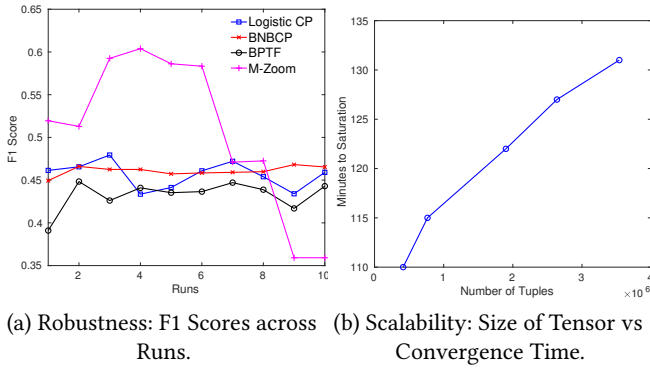 Logistic CP
BNBCP
BPTF
M-Zoom
F1 Score
0.65
0.6
0.55
0.5
0.45
0.4
0.35
2 4 6 8 10
Runs
(a) Robustness: F1 Scores across
Runs.
Minutes to Saturation
135
130
125
120
115
110
0 1 2 3 4
× 10⁶
Number of Tuples
(b) Scalability: Size of Tensor vs
Convergence Time.